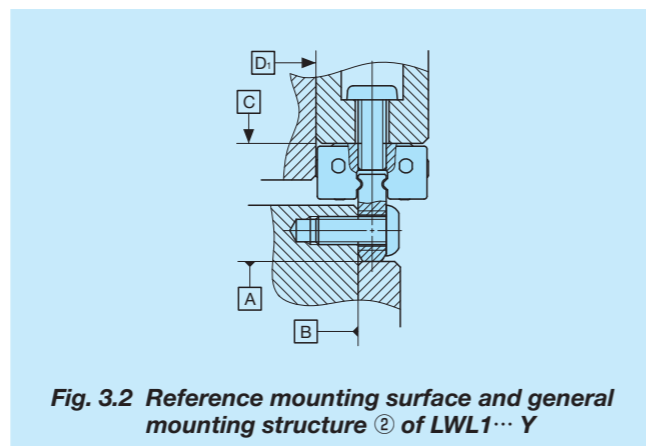 D₁
C
A
B
Fig. 3.2 Reference mounting surface and general
mounting structure ② of LWL1··· Y